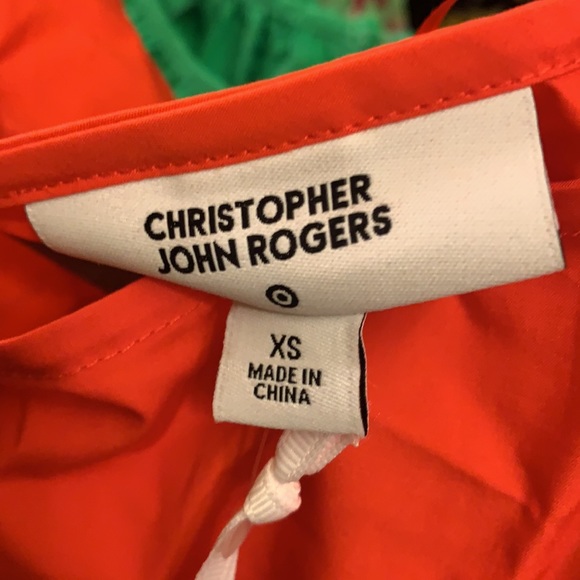 CHRISTOPHER
JOHN ROGERS
XS
MADE IN
CHINA